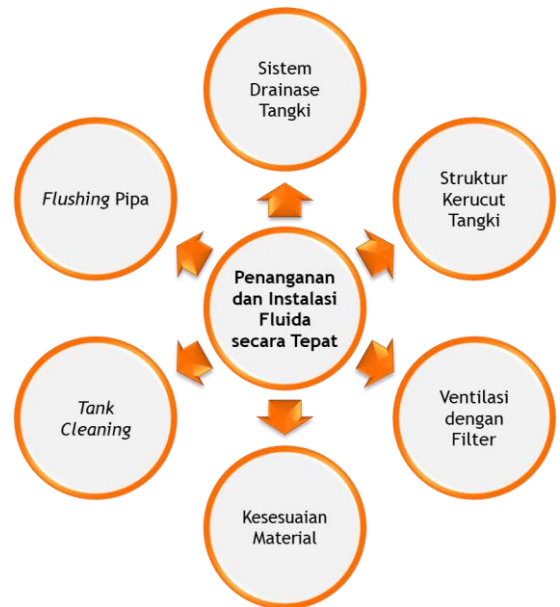 Sistem
Drainase
Tangki
Flushing Pipa
Struktur
Kerucut
Tangki
Penanganan
dan Instalasi
Fluida
secara Tepat
Tank
Cleaning
Ventilasi
dengan
Filter
Kesesuaian
Material